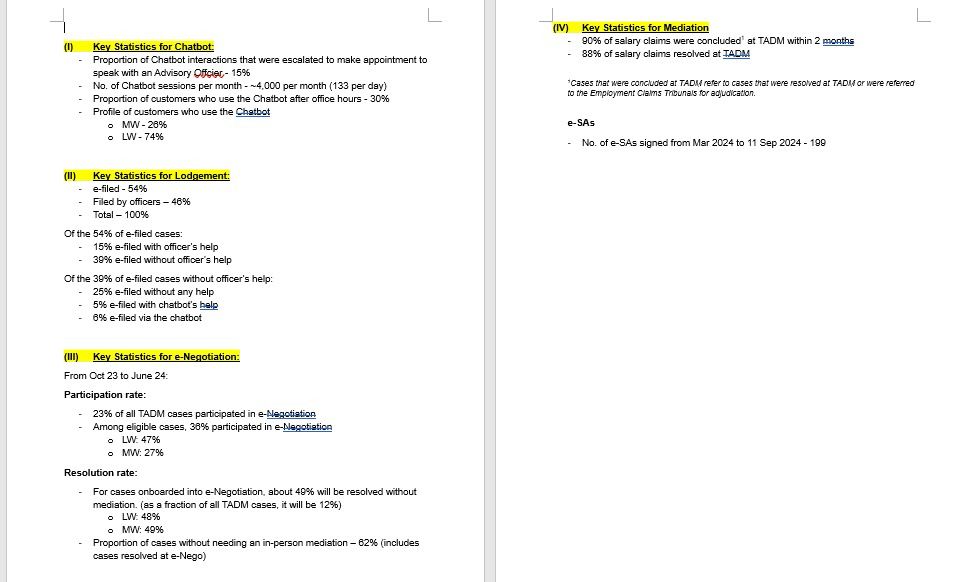 (I) Key Statistics for Chatbot:
- Proportion of Chatbot interactions that were escalated to make appointment to
speak with an Advisory Offcier - 15%
- No. of Chatbot sessions per month - ~4,000 per month (133 per day)
- Proportion of customers who use the Chatbot after office hours - 30%
- Profile of customers who use the Chatbot
o MW - 26%
o LW - 74%
(II) Key Statistics for Lodgement:
- e-filed - 54%
- Filed by officers – 46%
- Total – 100%
Of the 54% of e-filed cases:
- 15% e-filed with officer's help
- 39% e-filed without officer's help
Of the 39% of e-filed cases without officer's help:
- 25% e-filed without any help
- 5% e-filed with chatbot's help
- 6% e-filed via the chatbot
(III) Key Statistics for e-Negotiation:
From Oct 23 to June 24:
Participation rate:
- 23% of all TADM cases participated in e-Negotiation
- Among eligible cases, 36% participated in e-Negotiation
o LW: 47%
o MW: 27%
Resolution rate:
- For cases onboarded into e-Negotiation, about 49% will be resolved without
mediation. (as a fraction of all TADM cases, it will be 12%)
o LW: 48%
o MW: 49%
- Proportion of cases without needing an in-person mediation – 62% (includes
cases resolved at e-Nego)
(IV) Key Statistics for Mediation
- 90% of salary claims were concluded¹ at TADM within 2 months
- 88% of salary claims resolved at TADM
¹Cases that were concluded at TADM refer to cases that were resolved at TADM or were referred
to the Employment Claims Tribunals for adjudication.
e-SAs
- No. of e-SAs signed from Mar 2024 to 11 Sep 2024 - 199